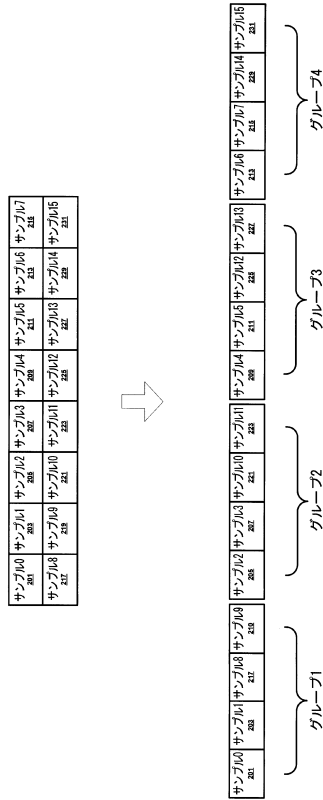 サンプル0 サンプル1 サンプル2 サンプル3 サンプル4 サンプル5 サンプル6 サンプル7
201 203 205 207 209 211 213 215
サンプル8 サンプル9 サンプル10 サンプル11 サンプル12 サンプル13 サンプル14 サンプル15
217 219 221 223 225 227 229 231
サンプル0 サンプル1 サンプル8 サンプル9
201 203 217 219
グループ1
サンプル2 サンプル3 サンプル10 サンプル11
205 207 221 223
グループ2
サンプル4 サンプル5 サンプル12 サンプル13
209 211 225 227
グループ3
サンプル6 サンプル7 サンプル14 サンプル15
213 215 229 231
グループ4